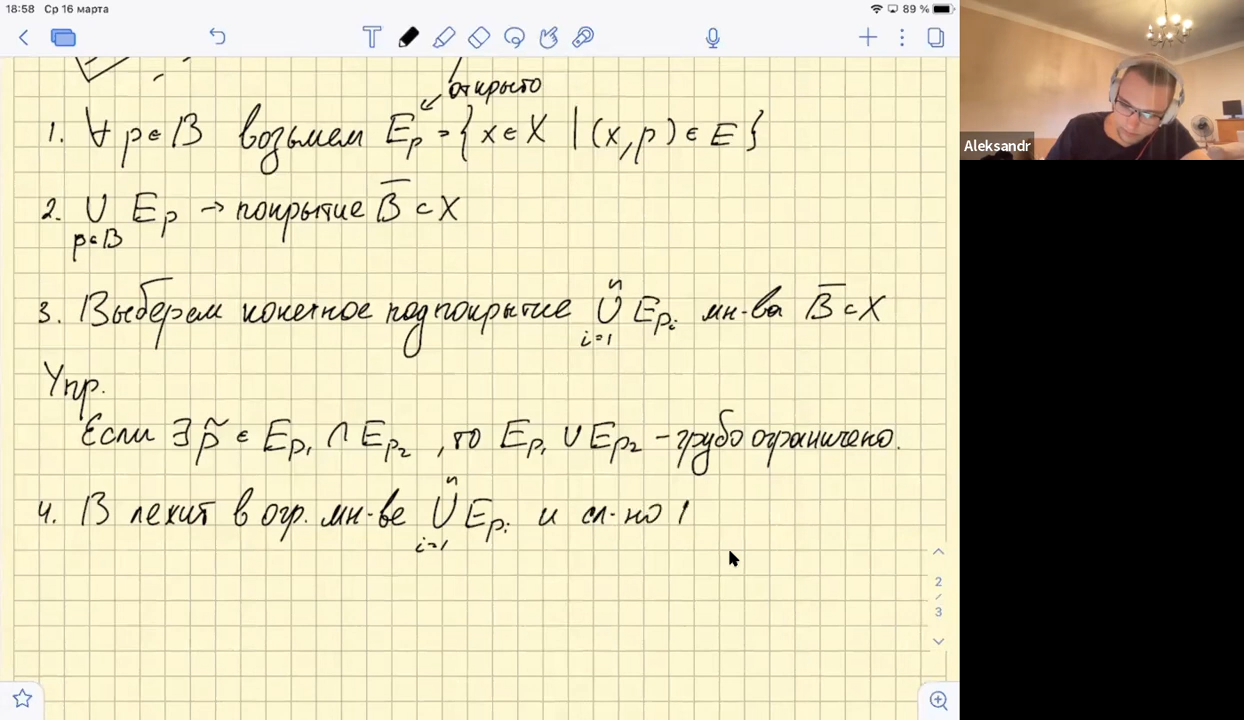 18:58 Ср 16 марта
89 %
T
открыто
1. ∀ p ∈ B возьмем E_p = { x ∈ X | (x, p) ∈ E }
2. ∪_{p∈B} E_p → покрытие B̅ ⊂ X
3. Выберем конечное подпокрытие ∪_{i=1}^{n} E_{p_i} мн-ва B̅ ⊂ X
Упр.
Если ∃ p̃ ∈ E_{p_1} ∩ E_{p_2}, то E_{p_1} ∪ E_{p_2} - грубо ограничено.
4. B лежит в огр. мн-ве ∪_{i=1}^{n} E_{p_i} и сл-но
2
/
3
Aleksandr